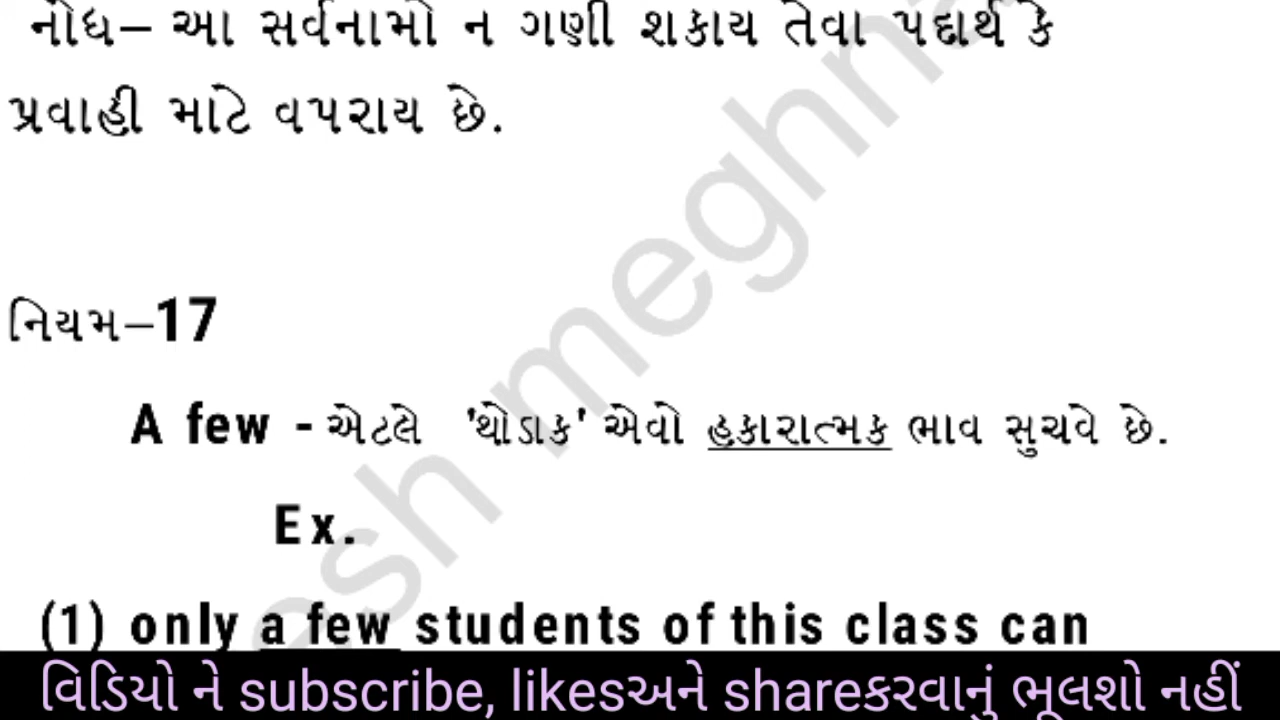 નોંધ– આ સર્વનામો ન ગણી શકાય તેવા પદાર્થ કે
પ્રવાહી માટે વપરાય છે.
નિયમ–17
A few - એટલે 'થોડાક' એવો હકારાત્મક ભાવ સુચવે છે.
Ex.
(1) only a few students of this class can
વિડિયો ને subscribe, likesઅને shareકરવાનું ભૂલશો નહીં